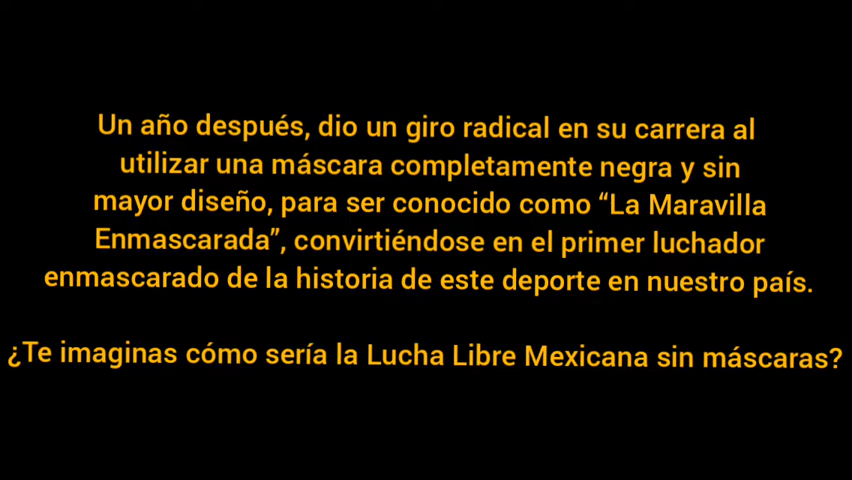 Un año después, dio un giro radical en su carrera al
utilizar una máscara completamente negra y sin
mayor diseño, para ser conocido como “La Maravilla
Enmascarada”, convirtiéndose en el primer luchador
enmascarado de la historia de este deporte en nuestro país.
¿Te imaginas cómo sería la Lucha Libre Mexicana sin máscaras?